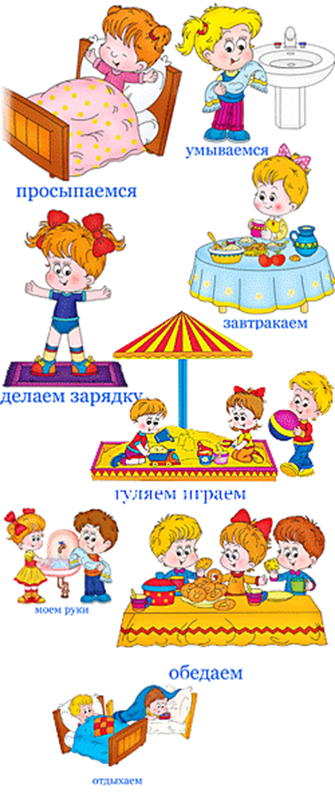 умываемся
просыпаемся
завтракаем
делаем зарядку
гуляем играем
моем руки
обедаем
отдыхаем